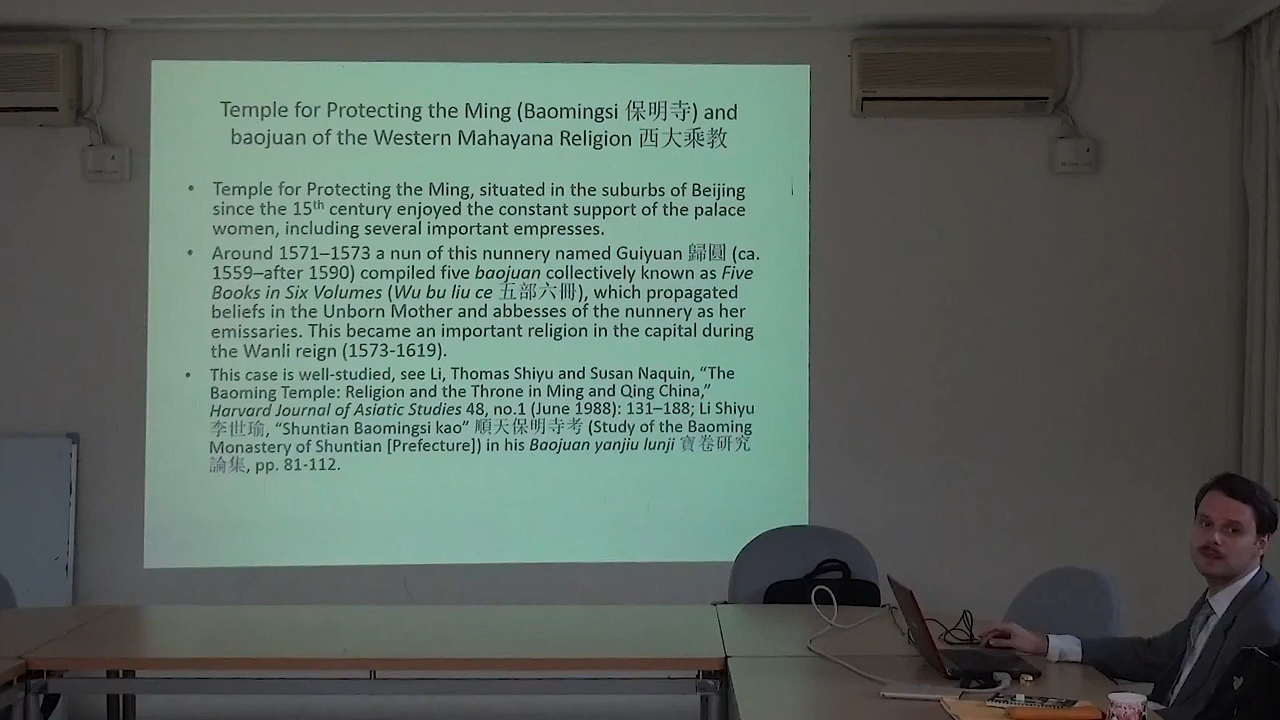 Temple for Protecting the Ming (Baomingsi 保明寺) and
baojuan of the Western Mahayana Religion 西大乘教
• Temple for Protecting the Ming, situated in the suburbs of Beijing
since the 15th century enjoyed the constant support of the palace
women, including several important empresses.
• Around 1571–1573 a nun of this nunnery named Guiyuan 歸圓 (ca.
1559–after 1590) compiled five baojuan collectively known as Five
Books in Six Volumes (Wu bu liu ce 五部六冊), which propagated
beliefs in the Unborn Mother and abbesses of the nunnery as her
emissaries. This became an important religion in the capital during
the Wanli reign (1573-1619).
• This case is well-studied, see Li, Thomas Shiyu and Susan Naquin, “The
Baoming Temple: Religion and the Throne in Ming and Qing China,”
Harvard Journal of Asiatic Studies 48, no.1 (June 1988): 131–188; Li Shiyu
李世瑜, “Shuntian Baomingsi kao” 順天保明寺考 (Study of the Baoming
Monastery of Shuntian [Prefecture]) in his Baojuan yanjiu lunji 寶卷研究
論集, pp. 81-112.